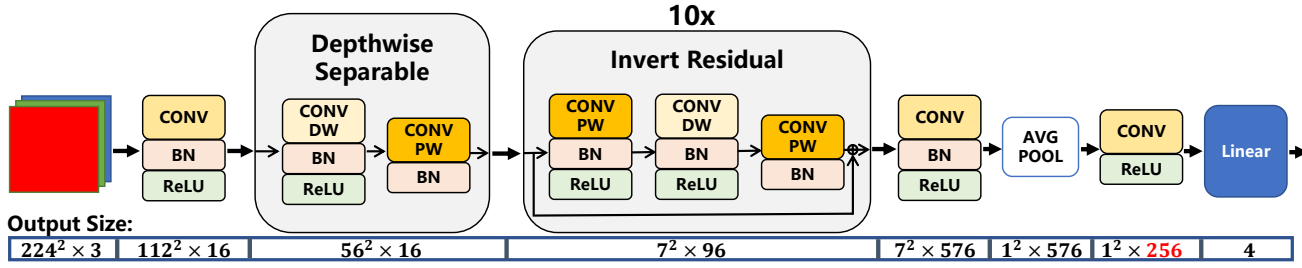 10x
Depthwise
Separable
Invert Residual
CONV
BN
ReLU
CONV
DW
BN
ReLU
CONV
PW
BN
CONV
PW
BN
ReLU
CONV
DW
BN
ReLU
CONV
PW
BN
CONV
BN
ReLU
AVG
POOL
CONV
ReLU
Linear
Output Size:
224² × 3 112² × 16 56² × 16 7² × 96 7² × 576 1² × 576 1² × 256 4